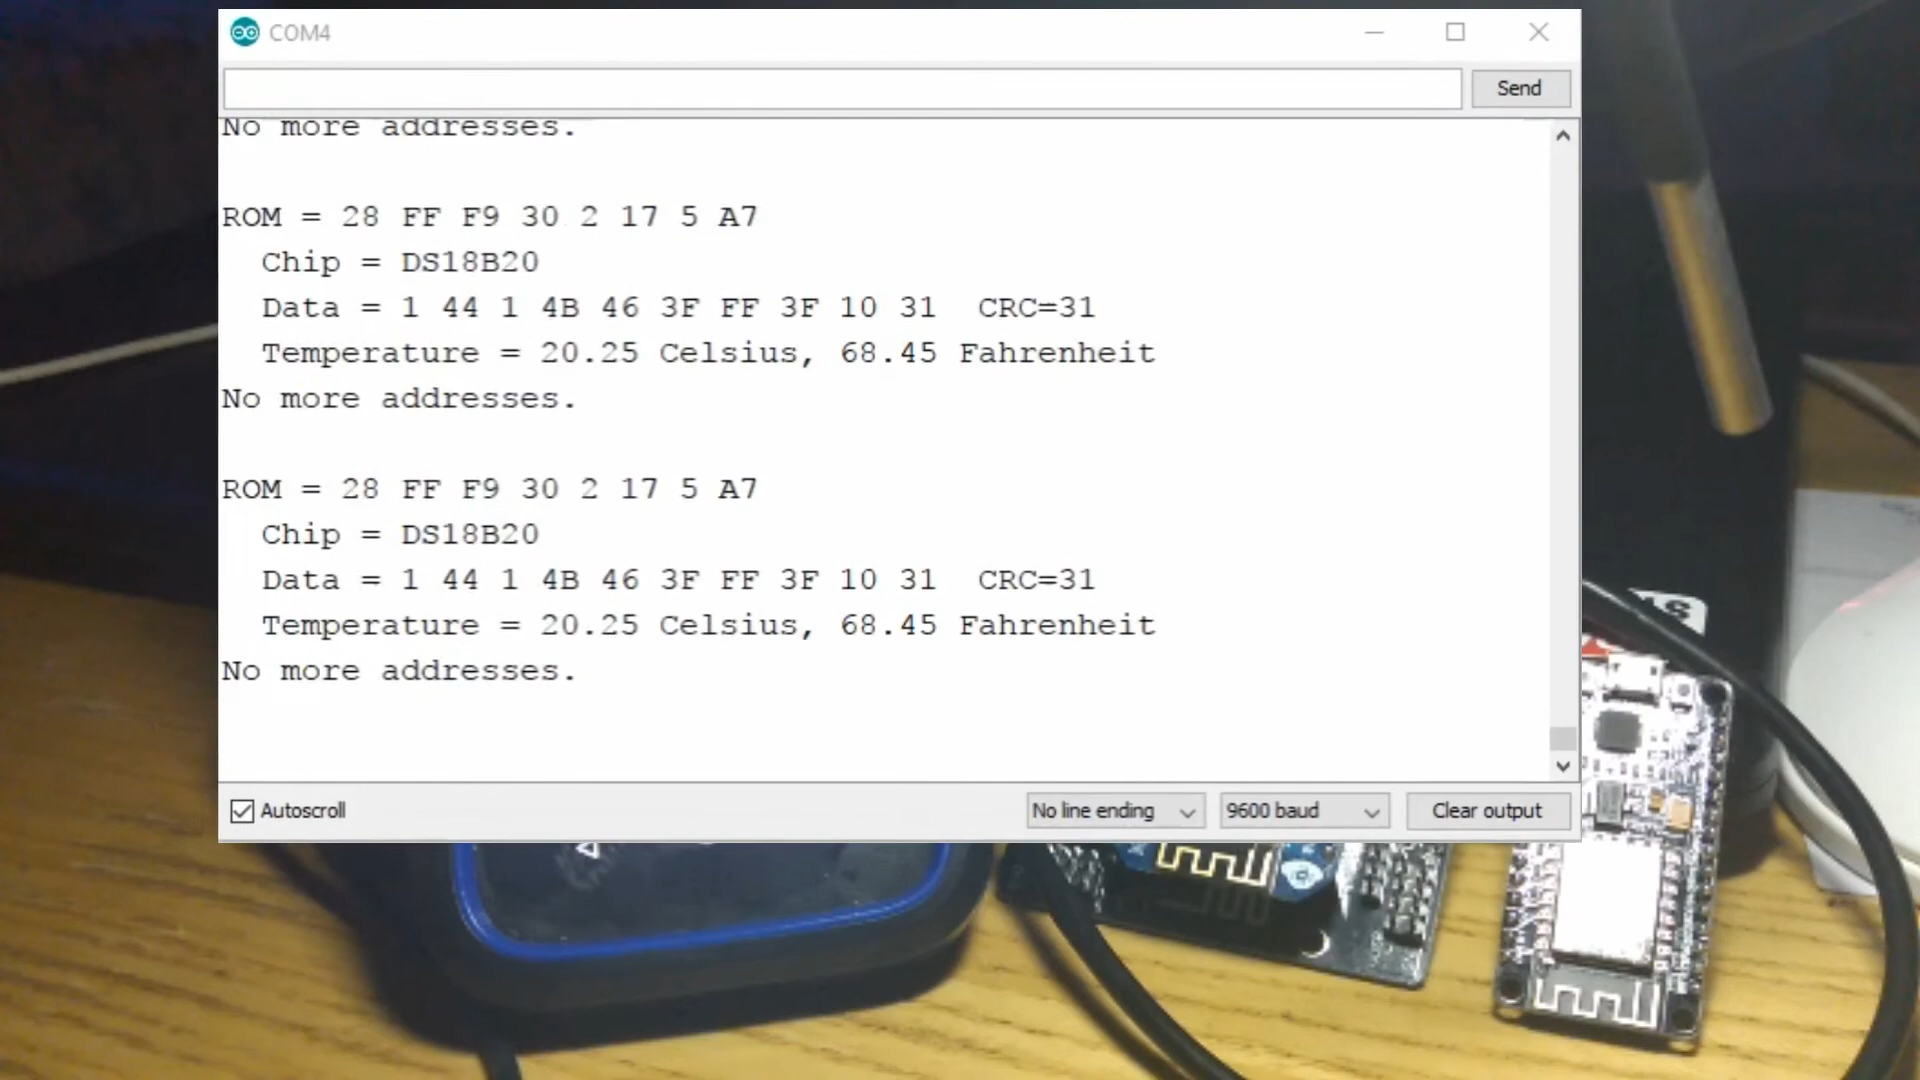 COM4
Send
No more addresses.
ROM = 28 FF F9 30 2 17 5 A7
Chip = DS18B20
Data = 1 44 1 4B 46 3F FF 3F 10 31 CRC=31
Temperature = 20.25 Celsius, 68.45 Fahrenheit
No more addresses.
ROM = 28 FF F9 30 2 17 5 A7
Chip = DS18B20
Data = 1 44 1 4B 46 3F FF 3F 10 31 CRC=31
Temperature = 20.25 Celsius, 68.45 Fahrenheit
No more addresses.
Autoscroll
No line ending
9600 baud
Clear output